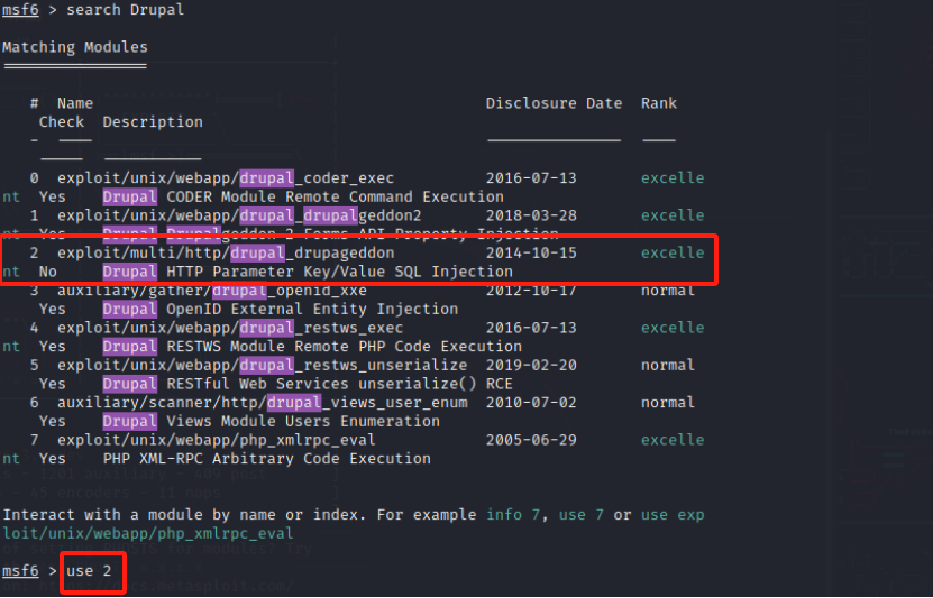 msf6 > search Drupal
Matching Modules
# Name Disclosure Date Rank
Check Description
0 exploit/unix/webapp/drupal_coder_exec 2016-07-13 excelle
nt Yes Drupal CODER Module Remote Command Execution
1 exploit/unix/webapp/drupal_drupalgeddon2 2018-03-28 excelle
nt Yes Drupal Drupalgeddon 2 Forms API Property Injection
2 exploit/multi/http/drupal_drupageddon 2014-10-15 excelle
nt No Drupal HTTP Parameter Key/Value SQL Injection
3 auxiliary/gather/drupal_openid_xxe 2012-10-17 normal
Yes Drupal OpenID External Entity Injection
4 exploit/unix/webapp/drupal_restws_exec 2016-07-13 excelle
nt Yes Drupal RESTWS Module Remote PHP Code Execution
5 exploit/unix/webapp/drupal_restws_unserialize 2019-02-20 normal
Yes Drupal RESTful Web Services unserialize() RCE
6 auxiliary/scanner/http/drupal_views_user_enum 2010-07-02 normal
Yes Drupal Views Module Users Enumeration
7 exploit/unix/webapp/php_xmlrpc_eval 2005-06-29 excelle
nt Yes PHP XML-RPC Arbitrary Code Execution
Interact with a module by name or index. For example info 7, use 7 or use exp
loit/unix/webapp/php_xmlrpc_eval
msf6 > use 2